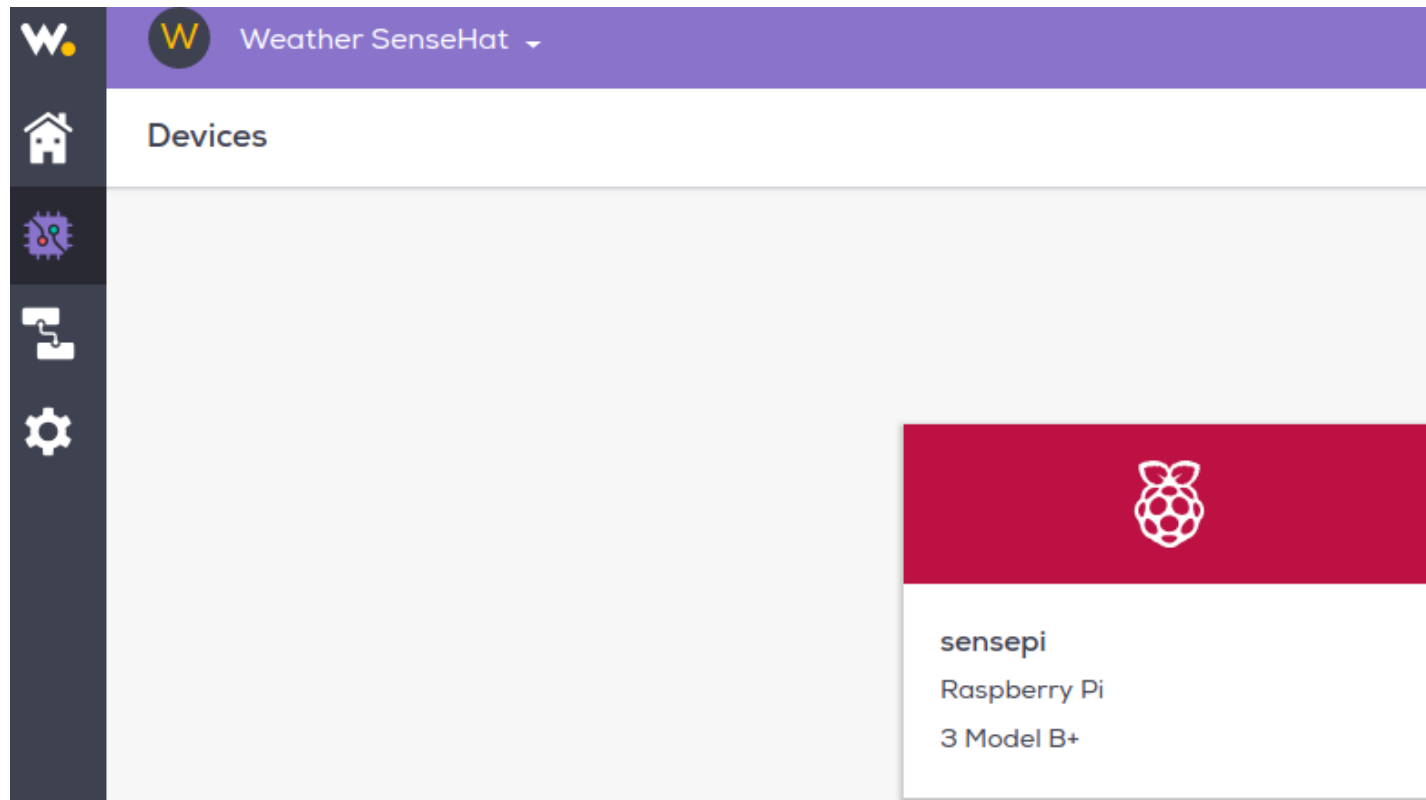 w.
W
Weather SenseHat
Devices
sensepi
Raspberry Pi
3 Model B+